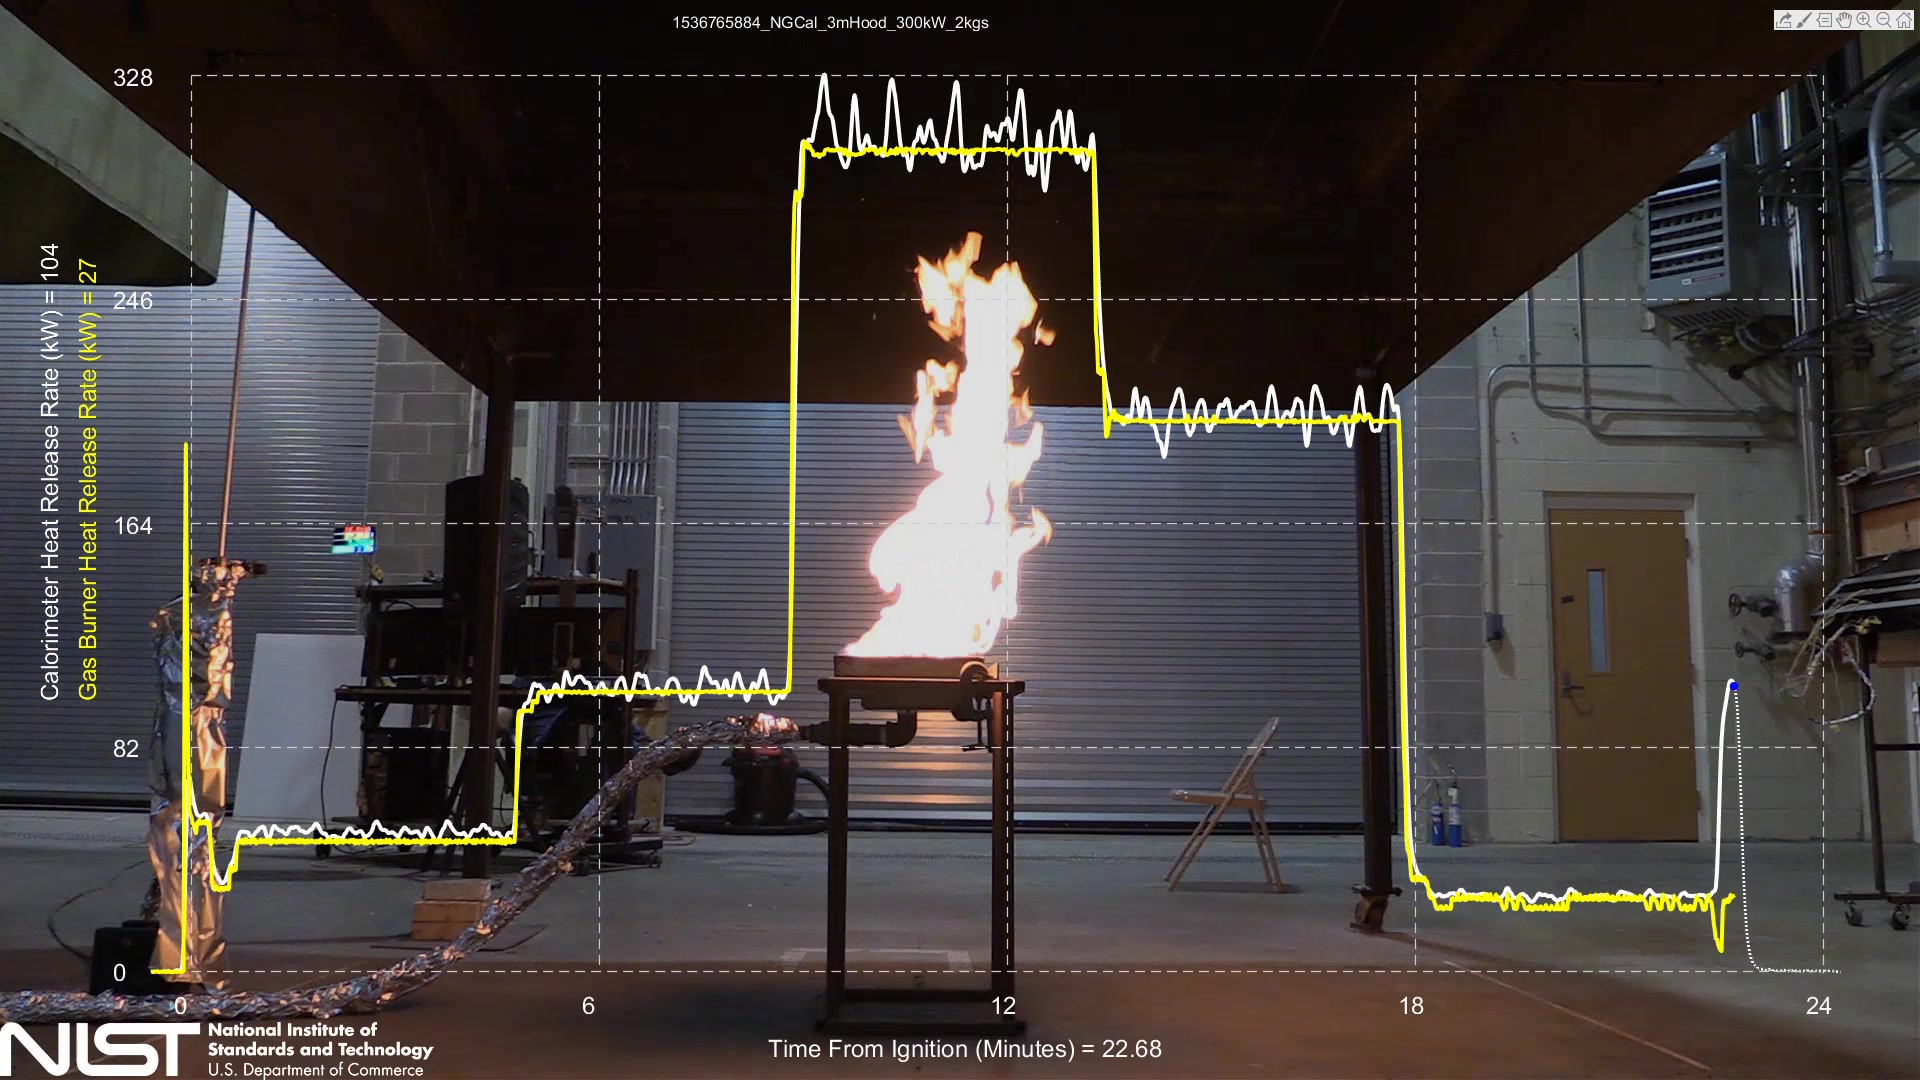 1536765884_NGCal_3mHood_300kW_2kgs
328
246
164
82
0
Calorimeter Heat Release Rate (kW) = 104
Gas Burner Heat Release Rate (kW) = 27
0
6
12
18
24
Time From Ignition (Minutes) = 22.68
NIST
National Institute of
Standards and Technology
U.S. Department of Commerce